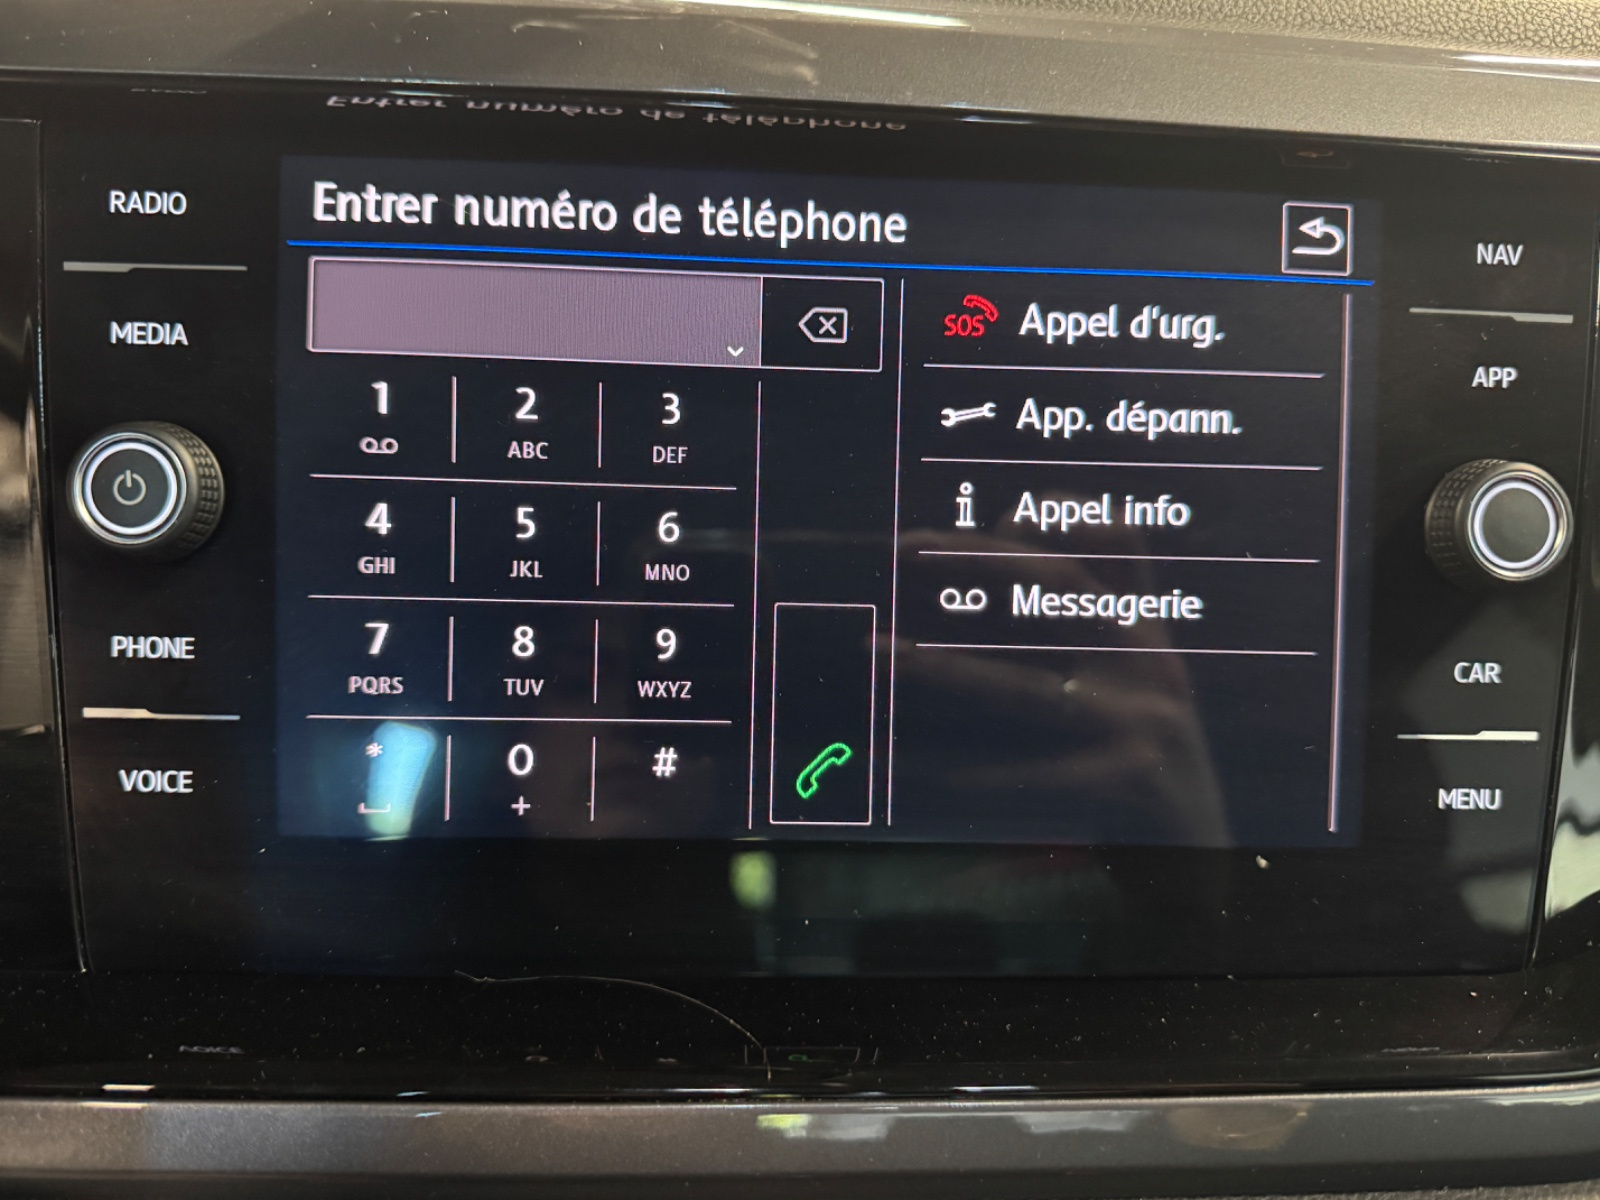 Entrer numéro de téléphone
RADIO
MEDIA
PHONE
VOICE
1
2
ABC
3
DEF
4
GHI
5
JKL
6
MNO
7
PQRS
8
TUV
9
WXYZ
*
0
+
#
SOS Appel d'urg.
App. dépann.
Appel info
Messagerie
NAV
APP
CAR
MENU